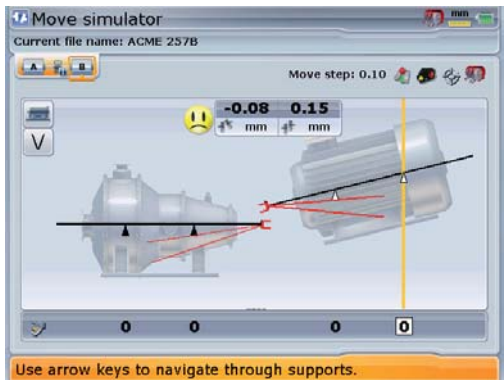 Move simulator
mm
Current file name: ACME 257B
A B
Move step: 0.10
-0.08 0.15
mm mm
V
0 0 0 0
Use arrow keys to navigate through supports.